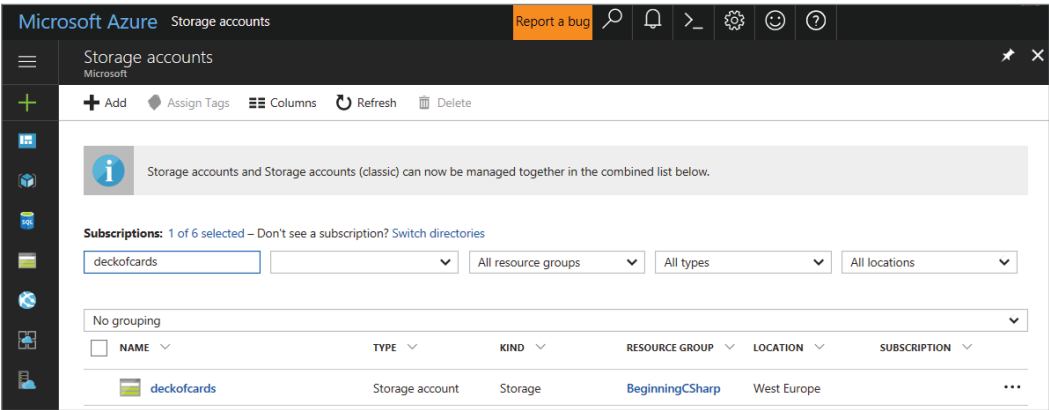 Microsoft Azure Storage accounts Report a bug
Storage accounts
Microsoft
Add Assign Tags Columns Refresh Delete
Storage accounts and Storage accounts (classic) can now be managed together in the combined list below.
Subscriptions: 1 of 6 selected – Don't see a subscription? Switch directories
deckofcards All resource groups All types All locations
No grouping
NAME TYPE KIND RESOURCE GROUP LOCATION SUBSCRIPTION
deckofcards Storage account Storage BeginningCSharp West Europe
SQL